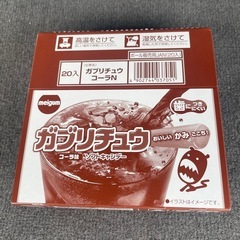 高温をさけて
湿気をさけて
20入
ガブリチュウ
コーラN
4902744037051
meigum
歯につき
にくい
ガブリチュウ
おいしい かみごこち!
コーラ味 ソフトキャンデー
●イラストはイメージです。